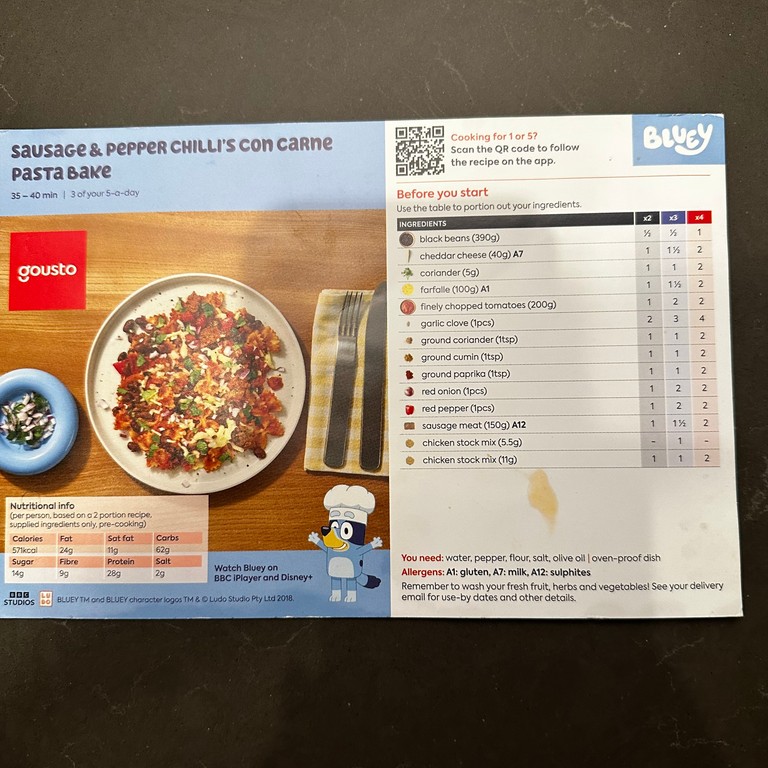 SAUSAGE & PEPPER CHILLI'S CON CARNE
PASTA BAKE
35 – 40 min | 3 of your 5-a-day
gousto
Nutritional info
(per person, based on a 2 portion recipe,
supplied ingredients only, pre-cooking)
Calories Fat Sat fat Carbs
571kcal 24g 11g 62g
Sugar Fibre Protein Salt
14g 9g 28g 2g
Watch Bluey on
BBC iPlayer and Disney+
BBC
STUDIOS
LUDO
BLUEY TM and BLUEY character logos TM & © Ludo Studio Pty Ltd 2018.
Cooking for 1 or 5?
Scan the QR code to follow
the recipe on the app.
BLUEY
Before you start
Use the table to portion out your ingredients.
INGREDIENTS x2 x3 x4
black beans (390g) ½ ½ 1
cheddar cheese (40g) A7 1 1½ 2
coriander (5g) 1 1 2
farfalle (100g) A1 1 1½ 2
finely chopped tomatoes (200g) 1 2 2
garlic clove (1pcs) 2 3 4
ground coriander (1tsp) 1 1 2
ground cumin (1tsp) 1 1 2
ground paprika (1tsp) 1 1 2
red onion (1pcs) 1 2 2
red pepper (1pcs) 1 2 2
sausage meat (150g) A12 1 1½ 2
chicken stock mix (5.5g) – 1 –
chicken stock mix (11g) 1 1 2
You need: water, pepper, flour, salt, olive oil | oven-proof dish
Allergens: A1: gluten, A7: milk, A12: sulphites
Remember to wash your fresh fruit, herbs and vegetables! See your delivery
email for use-by dates and other details.